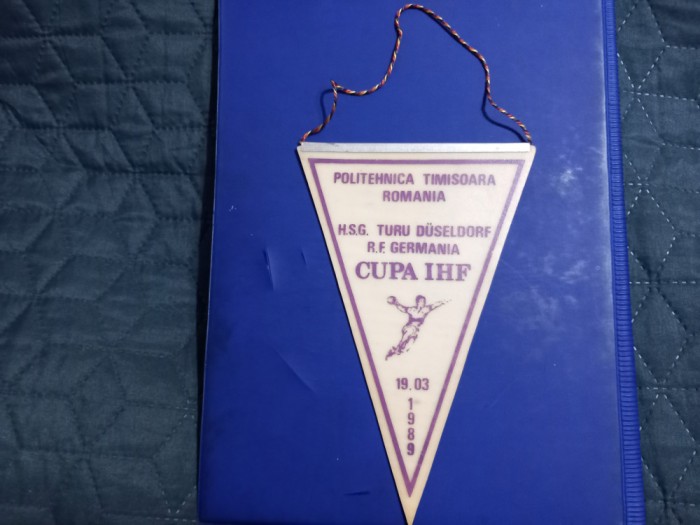 POLITEHNICA TIMISOARA
ROMANIA
H.S.G. TURU DÜSELDORF
R.F. GERMANIA
CUPA IHF
19.03
1
9
8
9